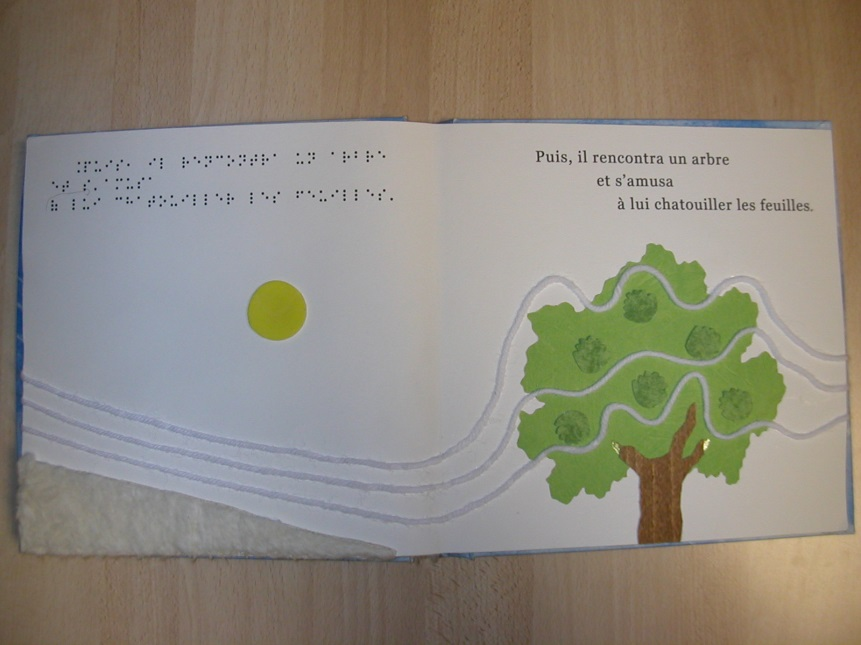 ⠨⠏⠥⠊⠎⠂ ⠊⠇ ⠗⠑⠝⠉⠕⠝⠞⠗⠁ ⠥⠝ ⠁⠗⠃⠗⠑
⠑⠞ ⠎⠄⠁⠍⠥⠎⠁
⠷ ⠇⠥⠊ ⠉⠓⠁⠞⠕⠥⠊⠇⠇⠑⠗ ⠇⠑⠎ ⠋⠑⠥⠊⠇⠇⠑⠎⠲
Puis, il rencontra un arbre
et s’amusa
à lui chatouiller les feuilles.